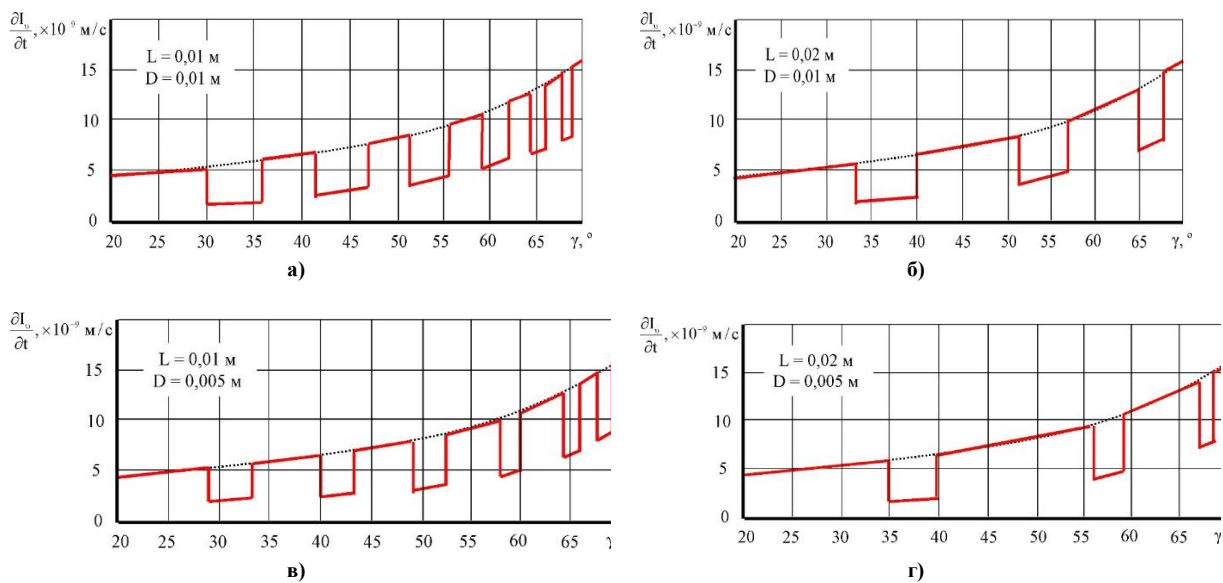 ∂Iᵤ/∂t, ×10⁻⁹ м/с
L = 0,01 м
D = 0,01 м
15
10
5
0
20 25 30 35 40 45 50 55 60 65 γ, °
а)
∂Iᵤ/∂t, ×10⁻⁹ м/с
L = 0,02 м
D = 0,01 м
15
10
5
0
20 25 30 35 40 45 50 55 60 65 γ, °
б)
∂Iᵤ/∂t, ×10⁻⁹ м/с
L = 0,01 м
D = 0,005 м
15
10
5
0
20 25 30 35 40 45 50 55 60 65 γ
в)
∂Iᵤ/∂t, ×10⁻⁹ м/с
L = 0,02 м
D = 0,005 м
15
10
5
0
20 25 30 35 40 45 50 55 60 65 γ
г)